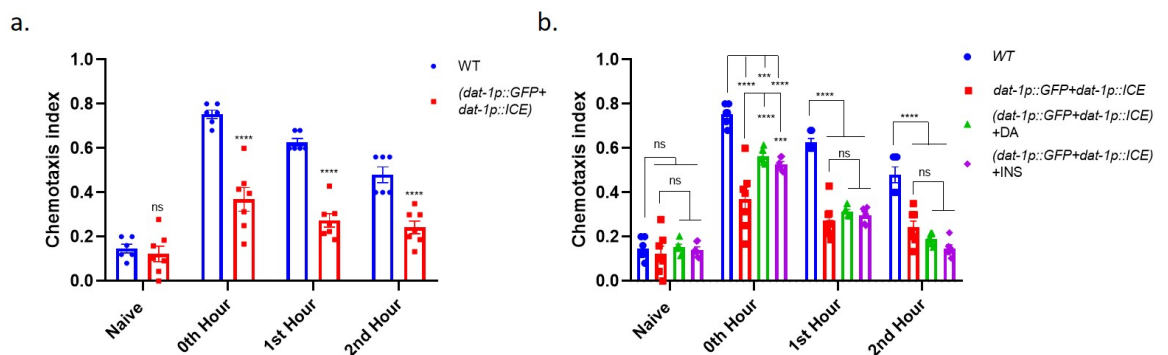 a.
Chemotaxis index
1.0
0.8
0.6
0.4
0.2
0.0
ns
****
****
****
Naive
0th Hour
1st Hour
2nd Hour
WT
(dat-1p::GFP+
dat-1p::ICE)
b.
Chemotaxis index
1.0
0.8
0.6
0.4
0.2
0.0
ns
ns
***
**** ****
****
***
****
ns
****
ns
Naive
0th Hour
1st Hour
2nd Hour
WT
dat-1p::GFP+dat-1p::ICE
(dat-1p::GFP+dat-1p::ICE)
+DA
(dat-1p::GFP+dat-1p::ICE)
+INS